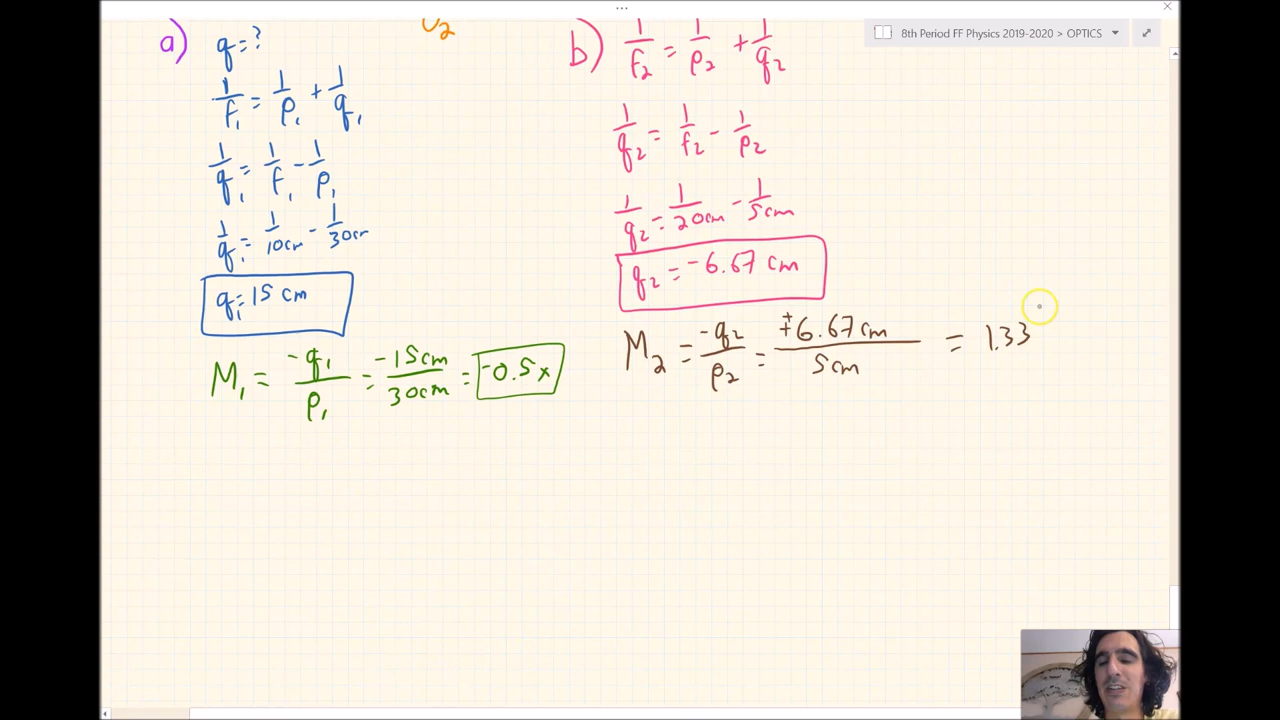 8th Period FF Physics 2019-2020 > OPTICS
a) q=?
1/f₁ = 1/p₁ + 1/q₁
1/q₁ = 1/f₁ - 1/p₁
1/q₁ = 1/10cm - 1/30cm
q₁ = 15 cm
M₁ = -q₁/p₁ = -15cm/30cm = -0.5x
b) 1/f₂ = 1/p₂ + 1/q₂
1/q₂ = 1/f₂ - 1/p₂
1/q₂ = 1/20cm - 1/5cm
q₂ = -6.67 cm
M₂ = -q₂/p₂ = ++6.67cm/5cm = 1.33